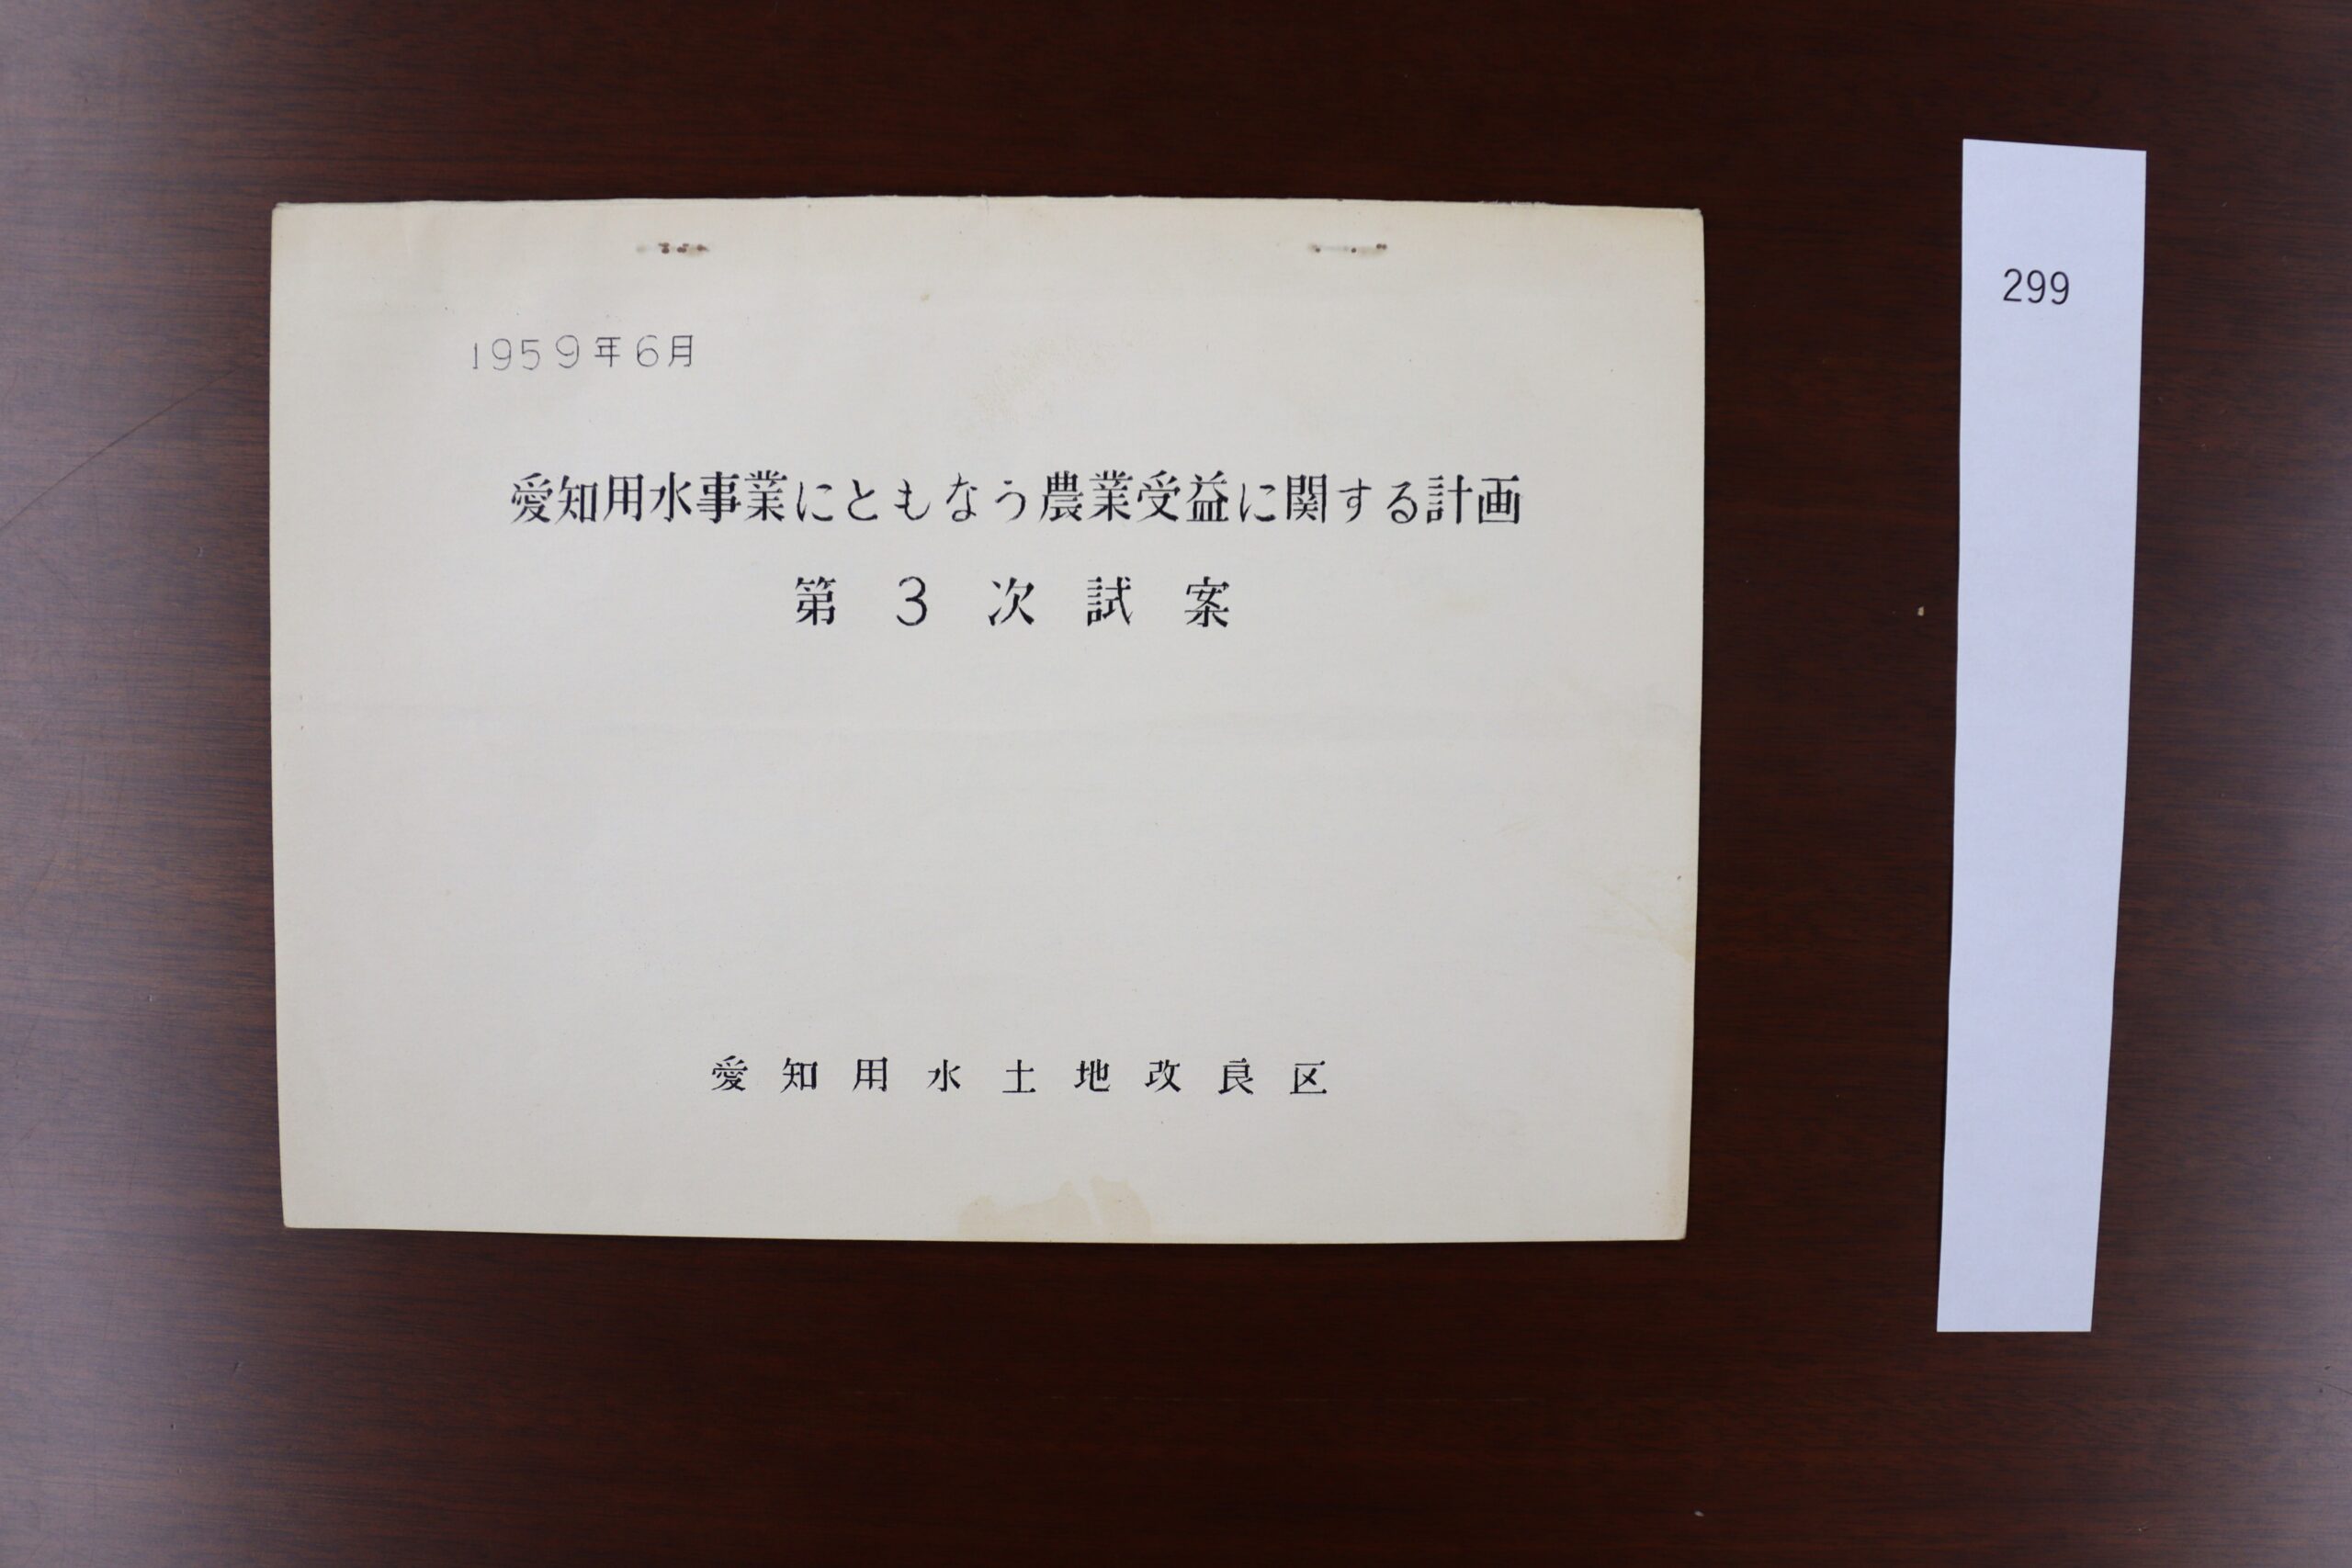 1959年6月
愛知用水事業にともなう農業受益に関する計画
第3次試案
愛知用水土地改良区
299